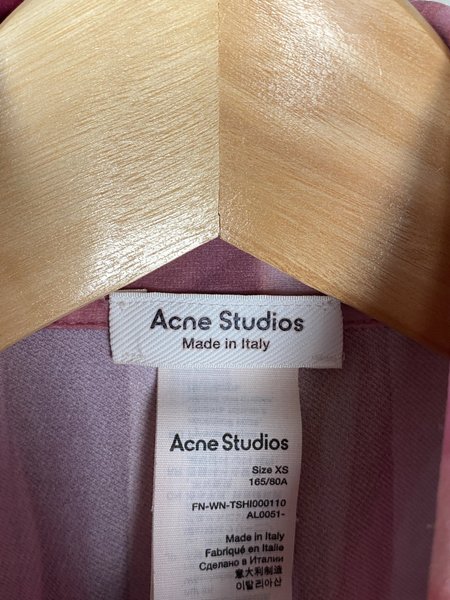 Acne Studios
Made in Italy
Acne Studios
Size XS
165/80A
FN-WN-TSHI000110
AL0051-
Made in Italy
Fabriqué en Italie
Сделано в Италии
意大利制造
이탈리아산